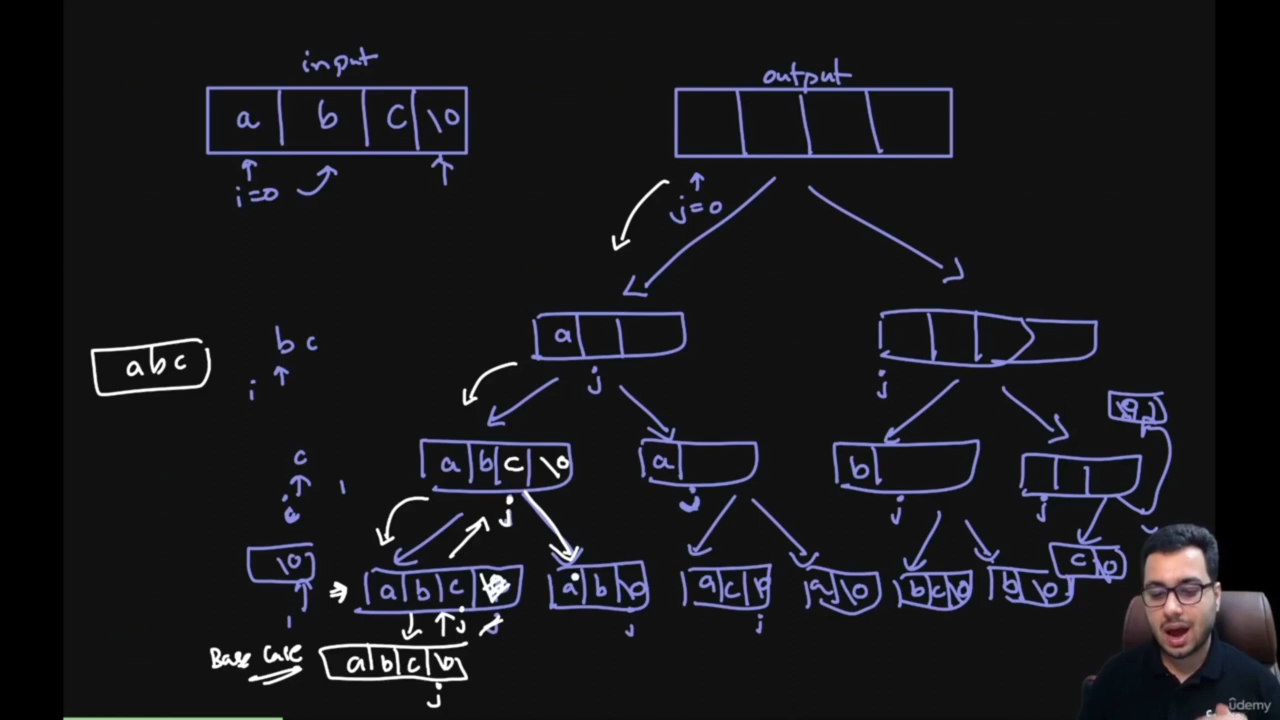 input
output
a b c \0
i=0
j=0
a
j
j
b c
i
abc
c
i
a b c \0
j
a
j
b
j
j
\0
i
a b c
j
a b \0
j
a c \0
j
a \0
b c \0
b \0
c \0
Base Case
a b c \0
j
udemy